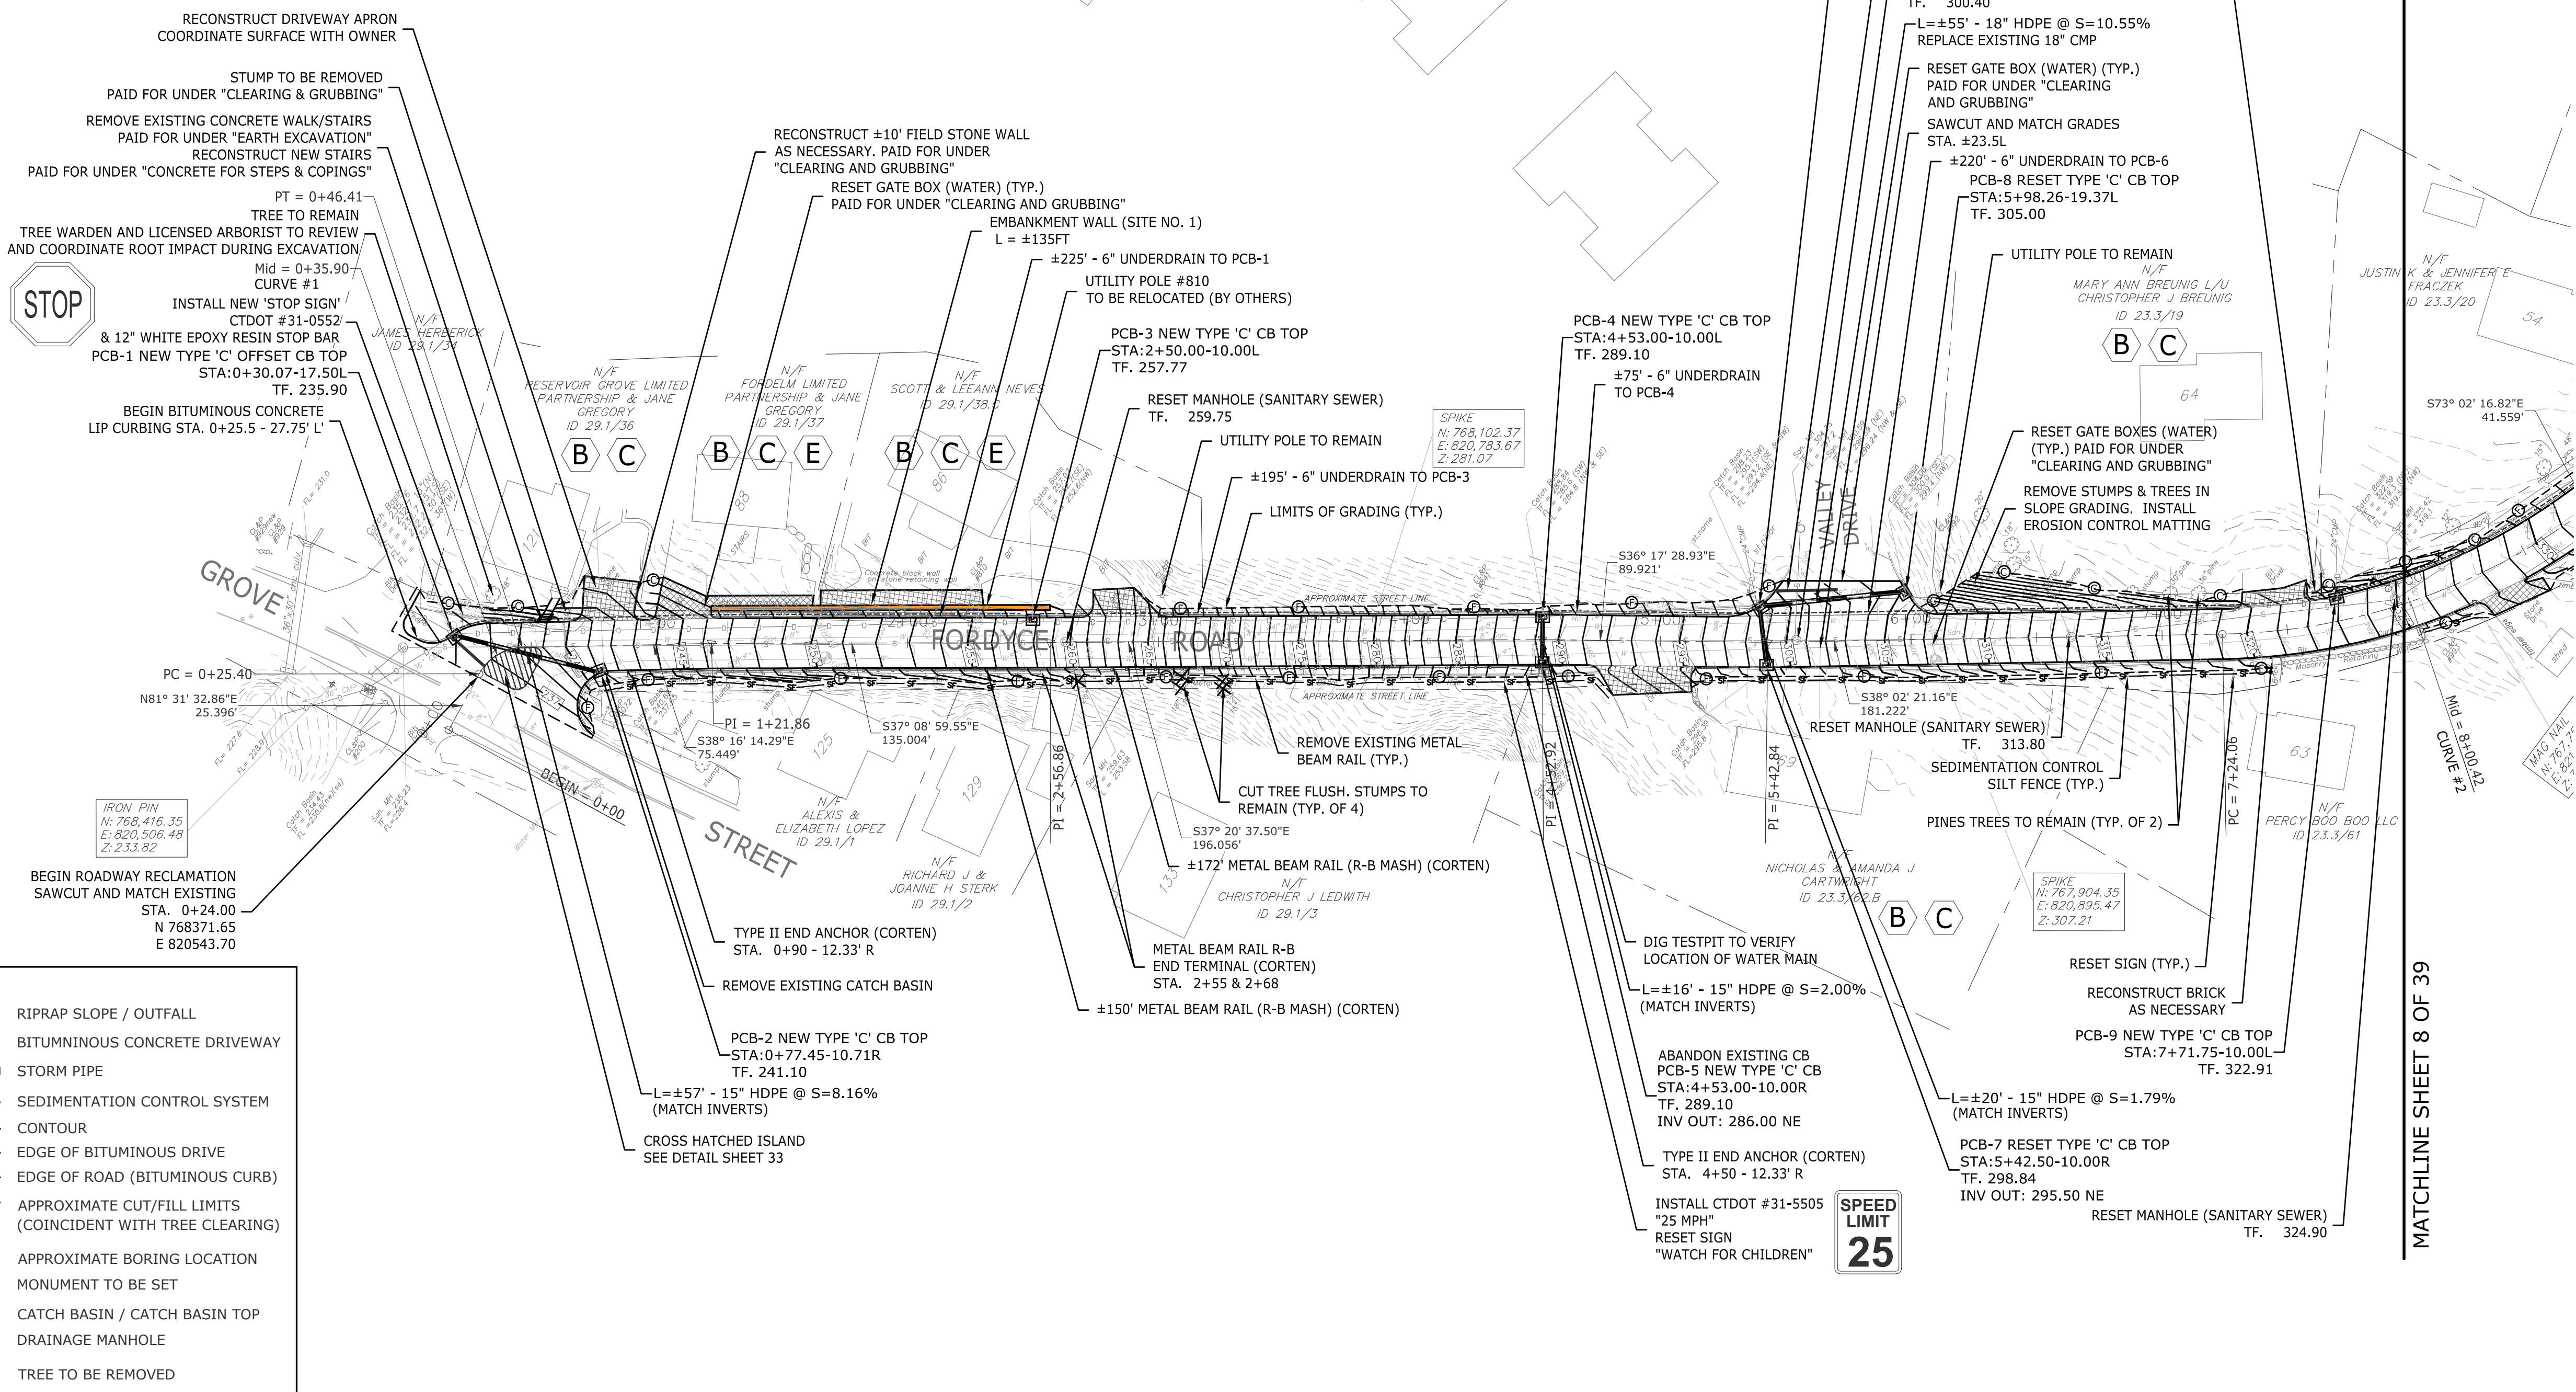 RECONSTRUCT DRIVEWAY APRON
COORDINATE SURFACE WITH OWNER
STUMP TO BE REMOVED
PAID FOR UNDER "CLEARING & GRUBBING"
REMOVE EXISTING CONCRETE WALK/STAIRS
PAID FOR UNDER "EARTH EXCAVATION"
RECONSTRUCT NEW STAIRS
PAID FOR UNDER "CONCRETE FOR STEPS & COPINGS"
PT = 0+46.41
TREE TO REMAIN
TREE WARDEN AND LICENSED ARBORIST TO REVIEW
AND COORDINATE ROOT IMPACT DURING EXCAVATION
Mid = 0+35.90
CURVE #1
STOP
INSTALL NEW 'STOP SIGN'
CTDOT #31-0552
& 12" WHITE EPOXY RESIN STOP BAR
PCB-1 NEW TYPE 'C' OFFSET CB TOP
STA:0+30.07-17.50L
TF. 235.90
BEGIN BITUMINOUS CONCRETE
LIP CURBING STA. 0+25.5 - 27.75' L'
RECONSTRUCT ±10' FIELD STONE WALL
AS NECESSARY. PAID FOR UNDER
"CLEARING AND GRUBBING"
RESET GATE BOX (WATER) (TYP.)
PAID FOR UNDER "CLEARING AND GRUBBING"
EMBANKMENT WALL (SITE NO. 1)
L = ±135FT
±225' - 6" UNDERDRAIN TO PCB-1
UTILITY POLE #810
TO BE RELOCATED (BY OTHERS)
PCB-3 NEW TYPE 'C' CB TOP
STA:2+50.00-10.00L
TF. 257.77
RESET MANHOLE (SANITARY SEWER)
TF. 259.75
UTILITY POLE TO REMAIN
±195' - 6" UNDERDRAIN TO PCB-3
LIMITS OF GRADING (TYP.)
PCB-4 NEW TYPE 'C' CB TOP
STA:4+53.00-10.00L
TF. 289.10
±75' - 6" UNDERDRAIN
TO PCB-4
SPIKE
N: 768,102.37
E: 820,783.67
Z: 281.07
TF. 300.40
L=±55' - 18" HDPE @ S=10.55%
REPLACE EXISTING 18" CMP
RESET GATE BOX (WATER) (TYP.)
PAID FOR UNDER "CLEARING
AND GRUBBING"
SAWCUT AND MATCH GRADES
STA. ±23.5L
±220' - 6" UNDERDRAIN TO PCB-6
PCB-8 RESET TYPE 'C' CB TOP
STA:5+98.26-19.37L
TF. 305.00
UTILITY POLE TO REMAIN
N/F
MARY ANN BREUNIG L/U
CHRISTOPHER J BREUNIG
ID 23.3/19
B C
64
N/F
JUSTIN K & JENNIFER E
FRACZEK
ID 23.3/20
54
S73° 02' 16.82"E
41.559'
RESET GATE BOXES (WATER)
(TYP.) PAID FOR UNDER
"CLEARING AND GRUBBING"
REMOVE STUMPS & TREES IN
SLOPE GRADING. INSTALL
EROSION CONTROL MATTING
N/F
JAMES HERBERICK
ID 29.1/34
N/F
RESERVOIR GROVE LIMITED
PARTNERSHIP & JANE
GREGORY
ID 29.1/36
B C
N/F
FORDELM LIMITED
PARTNERSHIP & JANE
GREGORY
ID 29.1/37
B C E
N/F
SCOTT & LEEANN NEVES
ID 29.1/38.C
B C E
121
88
86
STAIRS
Concrete block wall
on stone retaining wall
S36° 17' 28.93"E
89.921'
VALLEY
DRIVE
APPROXIMATE STREET LINE
GROVE
STREET
FORDYCE ROAD
APPROXIMATE STREET LINE
PC = 0+25.40
N81° 31' 32.86"E
25.396'
BEGIN = 0+00
IRON PIN
N: 768,416.35
E: 820,506.48
Z: 233.82
BEGIN ROADWAY RECLAMATION
SAWCUT AND MATCH EXISTING
STA. 0+24.00
N 768371.65
E 820543.70
PI = 1+21.86
S38° 16' 14.29"E
75.449'
125
S37° 08' 59.55"E
135.004'
129
N/F
ALEXIS &
ELIZABETH LOPEZ
ID 29.1/1
N/F
RICHARD J &
JOANNE H STERK
ID 29.1/2
PI = 2+56.86
133
S37° 20' 37.50"E
196.056'
REMOVE EXISTING METAL
BEAM RAIL (TYP.)
CUT TREE FLUSH. STUMPS TO
REMAIN (TYP. OF 4)
±172' METAL BEAM RAIL (R-B MASH) (CORTEN)
N/F
CHRISTOPHER J LEDWITH
ID 29.1/3
PI = 4+52.92
PI = 5+42.84
69
S38° 02' 21.16"E
181.222'
RESET MANHOLE (SANITARY SEWER)
TF. 313.80
SEDIMENTATION CONTROL
SILT FENCE (TYP.)
PINES TREES TO REMAIN (TYP. OF 2)
PC = 7+24.06
63
N/F
PERCY BOO BOO LLC
ID 23.3/61
Mid = 8+00.42
CURVE #2
MAG NAIL
N/F
NICHOLAS & AMANDA J
CARTWRIGHT
ID 23.3/62.B
B C
SPIKE
N: 767,904.35
E: 820,895.47
Z: 307.21
TYPE II END ANCHOR (CORTEN)
STA. 0+90 - 12.33' R
REMOVE EXISTING CATCH BASIN
PCB-2 NEW TYPE 'C' CB TOP
STA:0+77.45-10.71R
TF. 241.10
L=±57' - 15" HDPE @ S=8.16%
(MATCH INVERTS)
CROSS HATCHED ISLAND
SEE DETAIL SHEET 33
METAL BEAM RAIL R-B
END TERMINAL (CORTEN)
STA. 2+55 & 2+68
±150' METAL BEAM RAIL (R-B MASH) (CORTEN)
DIG TESTPIT TO VERIFY
LOCATION OF WATER MAIN
L=±16' - 15" HDPE @ S=2.00%
(MATCH INVERTS)
ABANDON EXISTING CB
PCB-5 NEW TYPE 'C' CB
STA:4+53.00-10.00R
TF. 289.10
INV OUT: 286.00 NE
TYPE II END ANCHOR (CORTEN)
STA. 4+50 - 12.33' R
INSTALL CTDOT #31-5505
"25 MPH"
RESET SIGN
"WATCH FOR CHILDREN"
SPEED
LIMIT
25
RESET SIGN (TYP.)
RECONSTRUCT BRICK
AS NECESSARY
PCB-9 NEW TYPE 'C' CB TOP
STA:7+71.75-10.00L
TF. 322.91
L=±20' - 15" HDPE @ S=1.79%
(MATCH INVERTS)
PCB-7 RESET TYPE 'C' CB TOP
STA:5+42.50-10.00R
TF. 298.84
INV OUT: 295.50 NE
RESET MANHOLE (SANITARY SEWER)
TF. 324.90
MATCHLINE SHEET 8 OF 39
RIPRAP SLOPE / OUTFALL
BITUMNINOUS CONCRETE DRIVEWAY
STORM PIPE
SEDIMENTATION CONTROL SYSTEM
CONTOUR
EDGE OF BITUMINOUS DRIVE
EDGE OF ROAD (BITUMINOUS CURB)
APPROXIMATE CUT/FILL LIMITS
(COINCIDENT WITH TREE CLEARING)
APPROXIMATE BORING LOCATION
MONUMENT TO BE SET
CATCH BASIN / CATCH BASIN TOP
DRAINAGE MANHOLE
TREE TO BE REMOVED